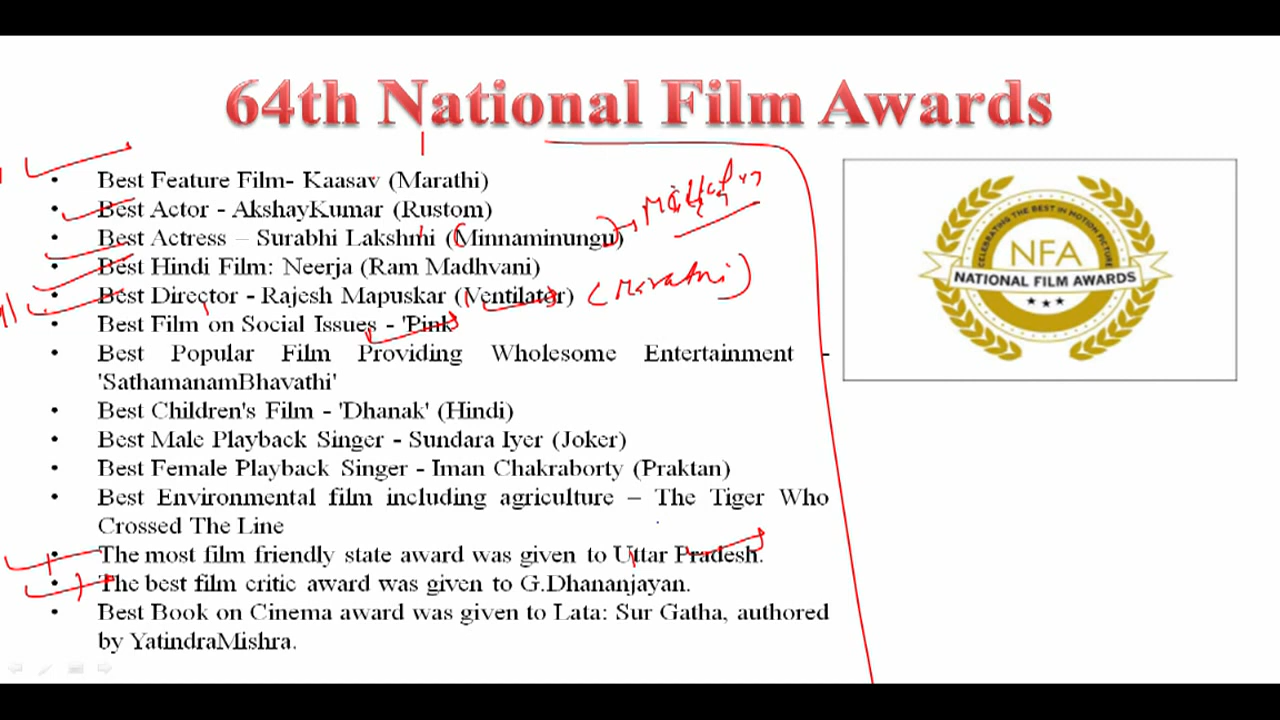 64th National Film Awards
• Best Feature Film- Kaasav (Marathi)
• Best Actor - AkshayKumar (Rustom)
• Best Actress – Surabhi Lakshmi (Minnaminungu)
• Best Hindi Film: Neerja (Ram Madhvani)
• Best Director - Rajesh Mapuskar (Ventilator) (Marathi)
• Best Film on Social Issues - 'Pink'
• Best Popular Film Providing Wholesome Entertainment -
'SathamanamBhavathi'
• Best Children's Film - 'Dhanak' (Hindi)
• Best Male Playback Singer - Sundara Iyer (Joker)
• Best Female Playback Singer - Iman Chakraborty (Praktan)
• Best Environmental film including agriculture – The Tiger Who
Crossed The Line
• The most film friendly state award was given to Uttar Pradesh.
• The best film critic award was given to G.Dhananjayan.
• Best Book on Cinema award was given to Lata: Sur Gatha, authored
by YatindraMishra.
CELEBRATING THE BEST IN MOTION PICTURE
NFA
NATIONAL FILM AWARDS